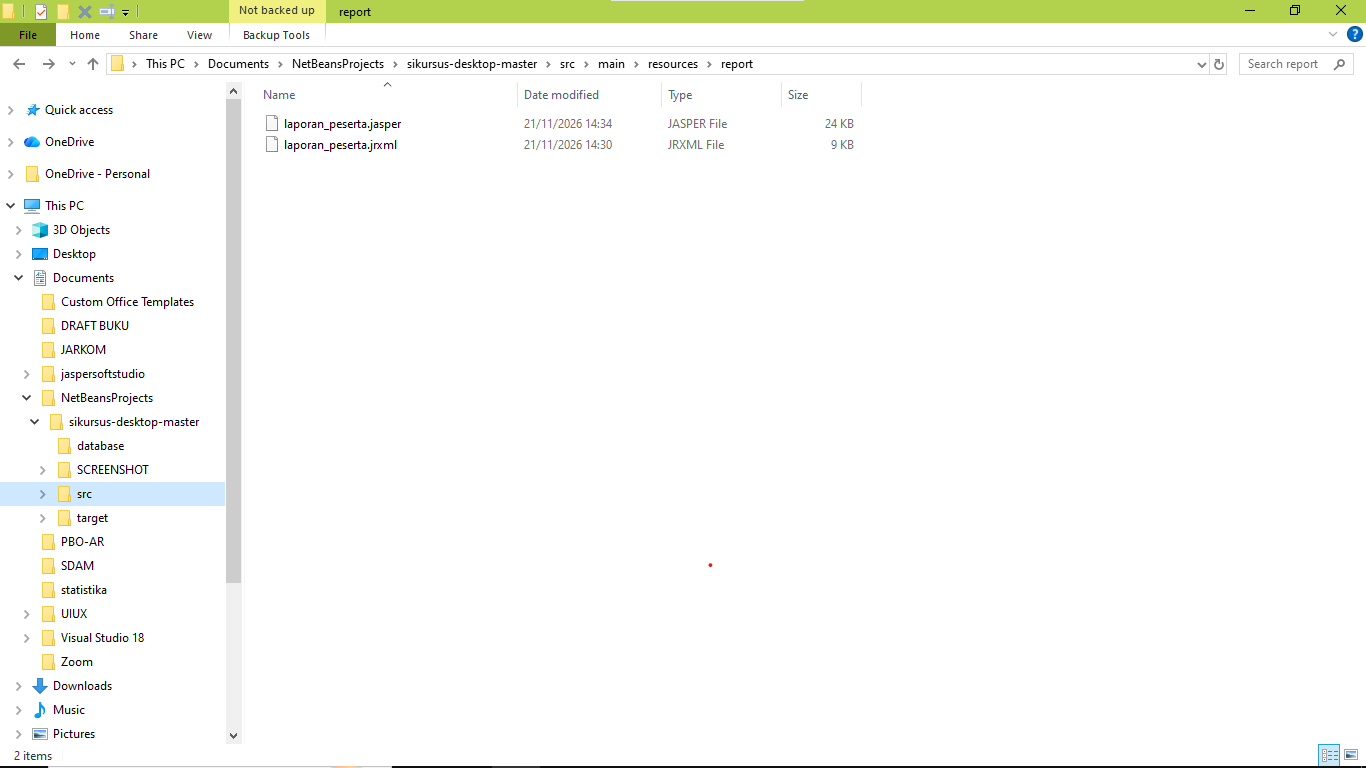 Not backed up report
File Home Share View Backup Tools
This PC Documents NetBeansProjects sikursus-desktop-master src main resources report
Search report
Name Date modified Type Size
laporan_peserta.jasper 21/11/2026 14:34 JASPER File 24 KB
laporan_peserta.jrxml 21/11/2026 14:30 JRXML File 9 KB
Quick access
OneDrive
OneDrive - Personal
This PC
3D Objects
Desktop
Documents
Custom Office Templates
DRAFT BUKU
JARKOM
jaspersoftstudio
NetBeansProjects
sikursus-desktop-master
database
SCREENSHOT
src
target
PBO-AR
SDAM
statistika
UIUX
Visual Studio 18
Zoom
Downloads
Music
Pictures
2 items